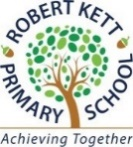 ROBERT KETT
PRIMARY SCHOOL
Achieving Together